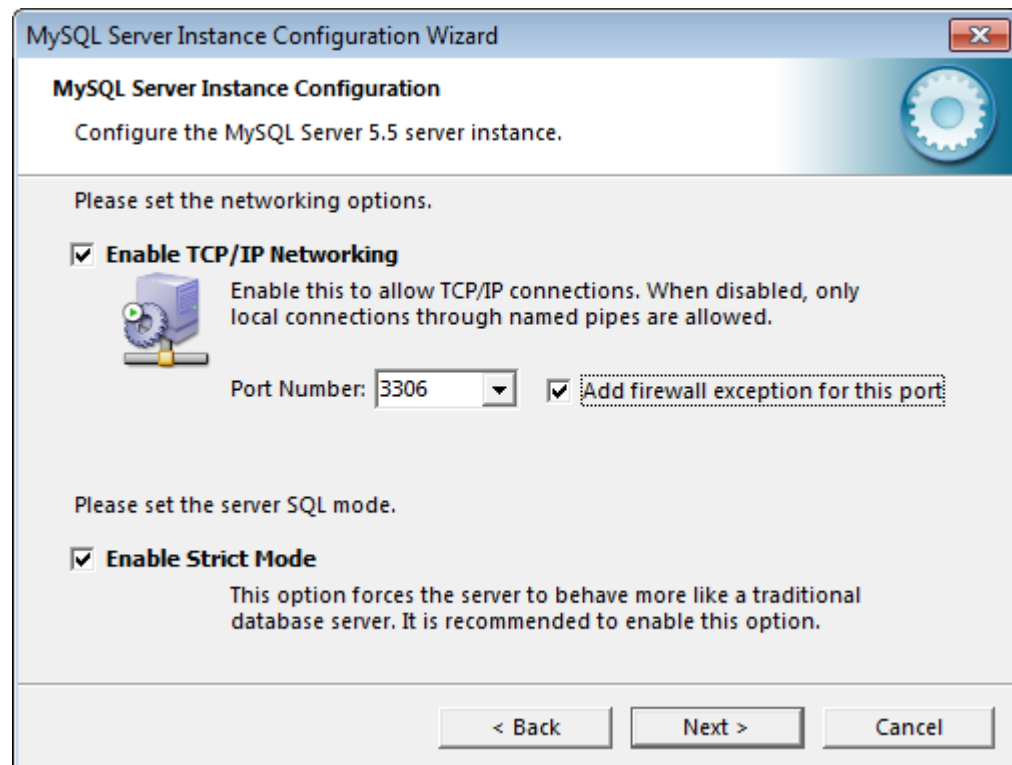 MySQL Server Instance Configuration Wizard
MySQL Server Instance Configuration
Configure the MySQL Server 5.5 server instance.
Please set the networking options.
Enable TCP/IP Networking
Enable this to allow TCP/IP connections. When disabled, only
local connections through named pipes are allowed.
Port Number: 3306 Add firewall exception for this port
Please set the server SQL mode.
Enable Strict Mode
This option forces the server to behave more like a traditional
database server. It is recommended to enable this option.
< Back Next > Cancel